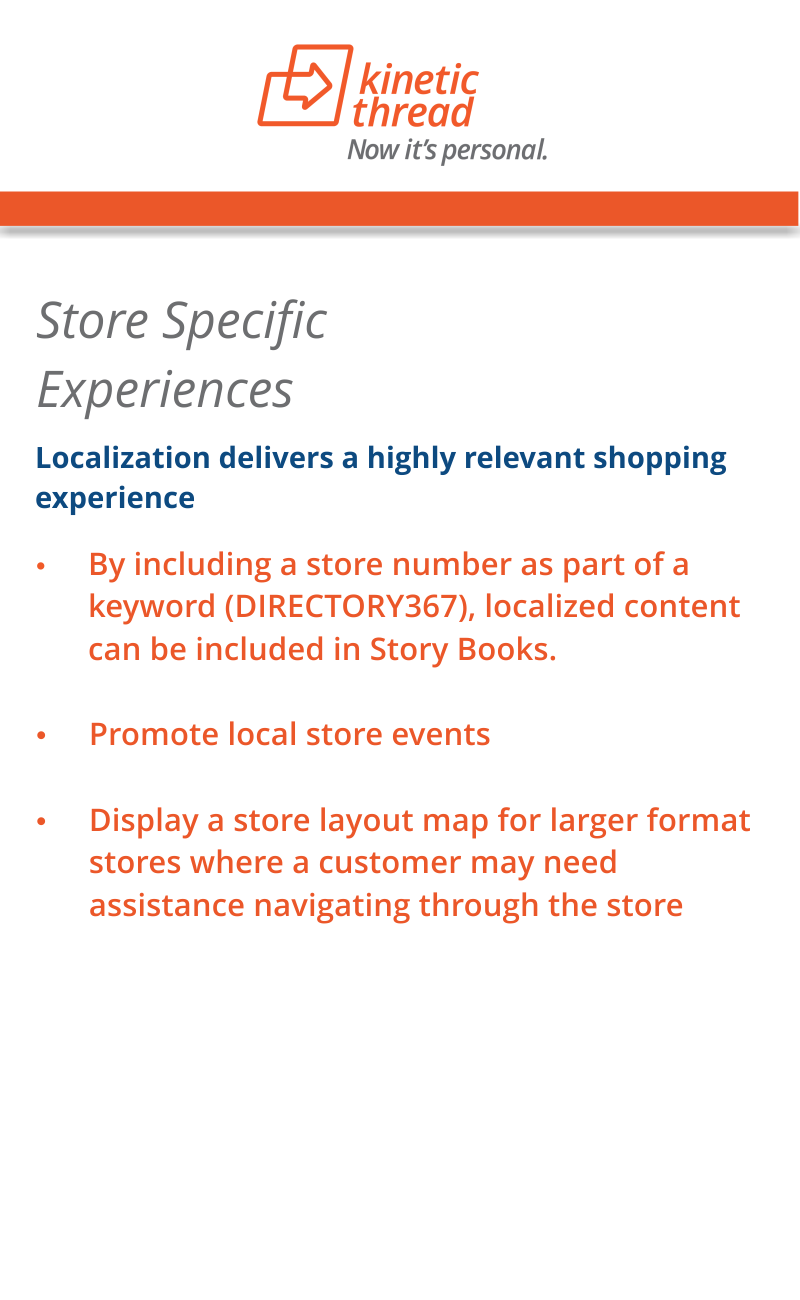 kinetic
thread
Now it's personal.
Store Specific
Experiences
Localization delivers a highly relevant shopping
experience
• By including a store number as part of a
keyword (DIRECTORY367), localized content
can be included in Story Books.
• Promote local store events
• Display a store layout map for larger format
stores where a customer may need
assistance navigating through the store